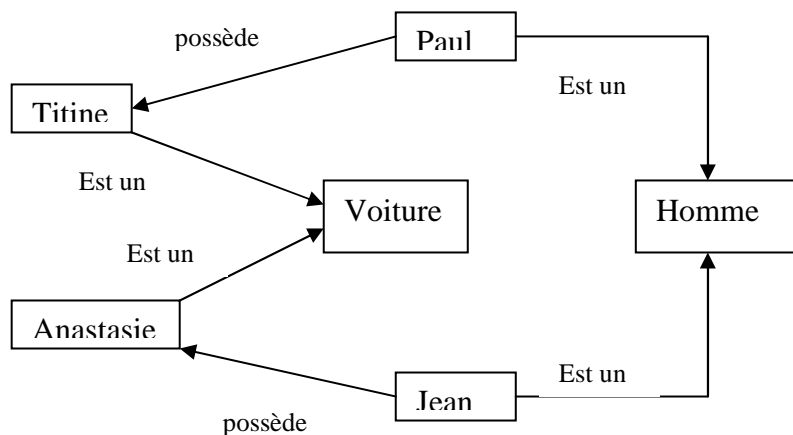 possède
Paul
Est un
Titine
Est un
Voiture
Homme
Est un
Anastasie
Jean
Est un
possède